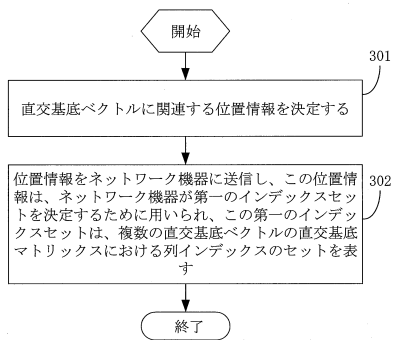 開始
301
直交基底ベクトルに関連する位置情報を決定する
302
位置情報をネットワーク機器に送信し、この位置情
報は、ネットワーク機器が第一のインデックスセッ
トを決定するために用いられ、この第一のインデッ
クスセットは、複数の直交基底ベクトルの直交基底
マトリックスにおける列インデックスのセットを表
す
終了